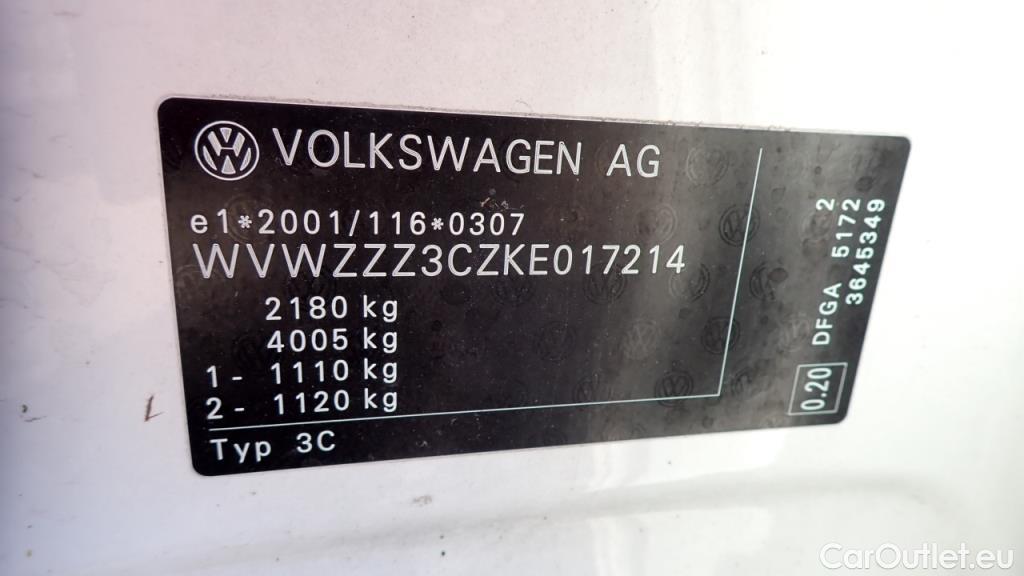 VOLKSWAGEN AG
e1*2001/116*0307
WVWZZZ3CZKE017214
2180 kg
4005 kg
1- 1110 kg
2- 1120 kg
Typ 3C
0.20
DFGA 5172 2
3645349
CarOutlet.eu